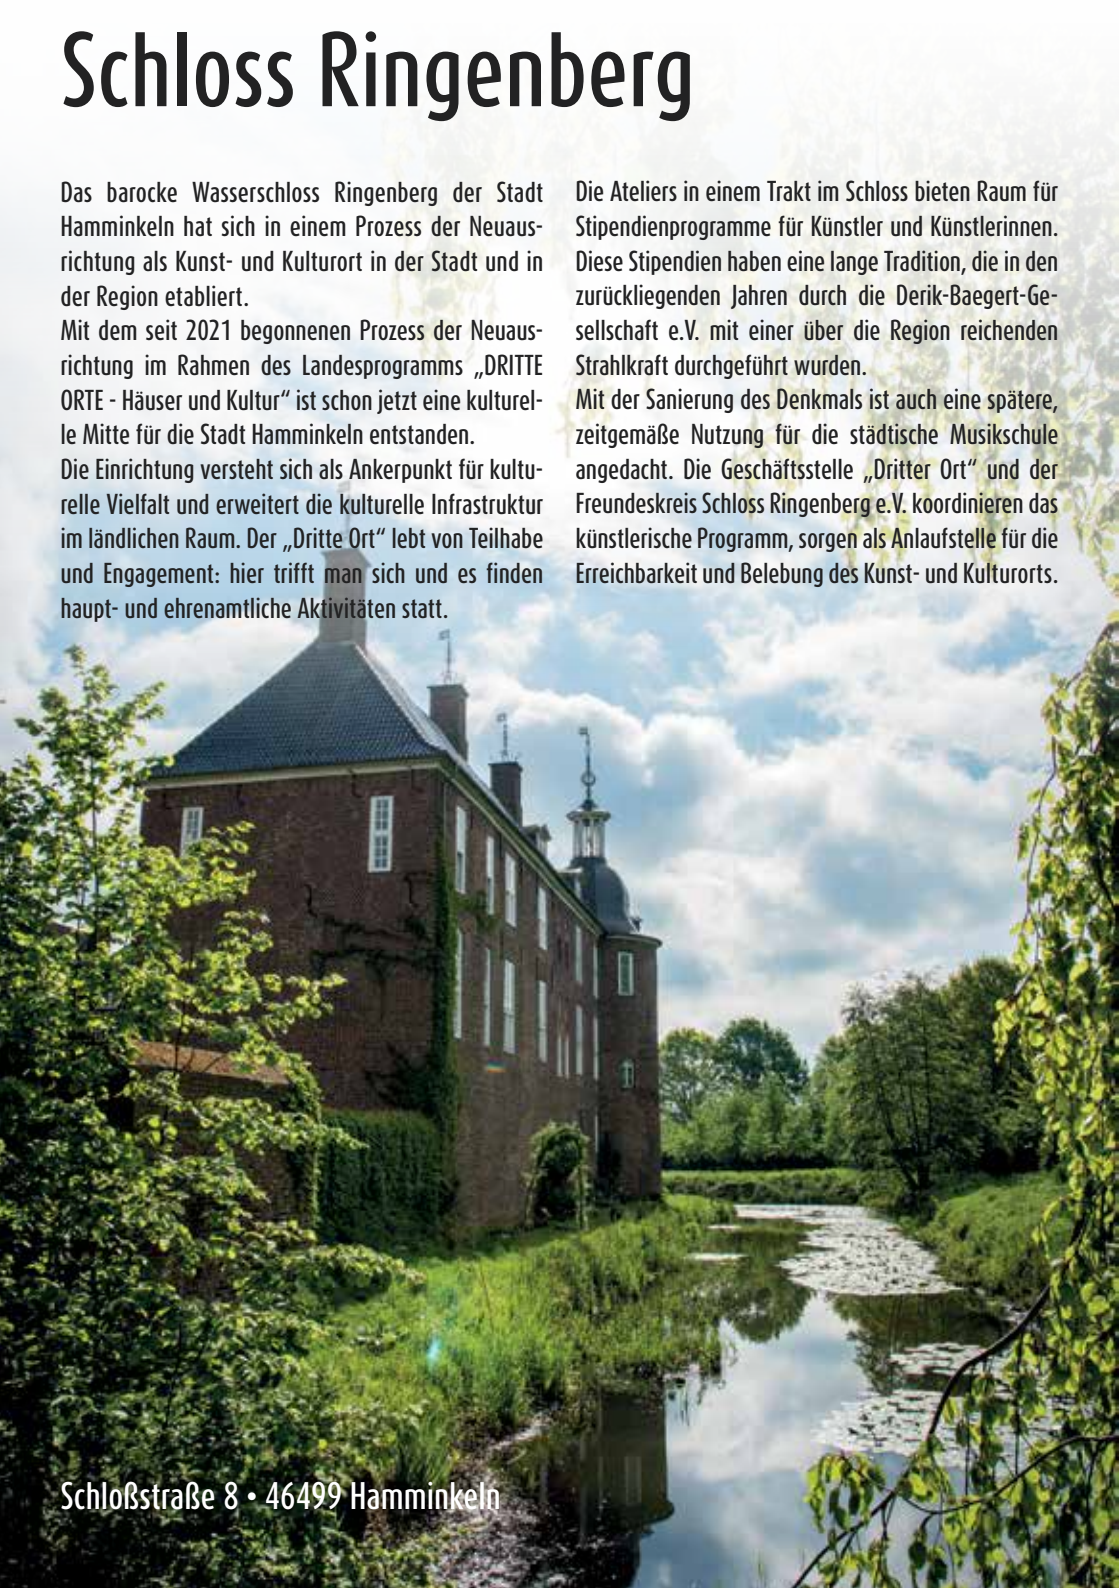 Schloss Ringenberg
Das barocke Wasserschloss Ringenberg der Stadt
Hamminkeln hat sich in einem Prozess der Neuaus-
richtung als Kunst- und Kulturort in der Stadt und in
der Region etabliert.
Mit dem seit 2021 begonnenen Prozess der Neuaus-
richtung im Rahmen des Landesprogramms „DRITTE
ORTE - Häuser und Kultur“ ist schon jetzt eine kulturel-
le Mitte für die Stadt Hamminkeln entstanden.
Die Einrichtung versteht sich als Ankerpunkt für kultu-
relle Vielfalt und erweitert die kulturelle Infrastruktur
im ländlichen Raum. Der „Dritte Ort“ lebt von Teilhabe
und Engagement: hier trifft man sich und es finden
haupt- und ehrenamtliche Aktivitäten statt.
Die Ateliers in einem Trakt im Schloss bieten Raum für
Stipendienprogramme für Künstler und Künstlerinnen.
Diese Stipendien haben eine lange Tradition, die in den
zurückliegenden Jahren durch die Derik-Baegert-Ge-
sellschaft e.V. mit einer über die Region reichenden
Strahlkraft durchgeführt wurden.
Mit der Sanierung des Denkmals ist auch eine spätere,
zeitgemäße Nutzung für die städtische Musikschule
angedacht. Die Geschäftsstelle „Dritter Ort“ und der
Freundeskreis Schloss Ringenberg e.V. koordinieren das
künstlerische Programm, sorgen als Anlaufstelle für die
Erreichbarkeit und Belebung des Kunst- und Kulturorts.
Schloßstraße 8 • 46499 Hamminkeln